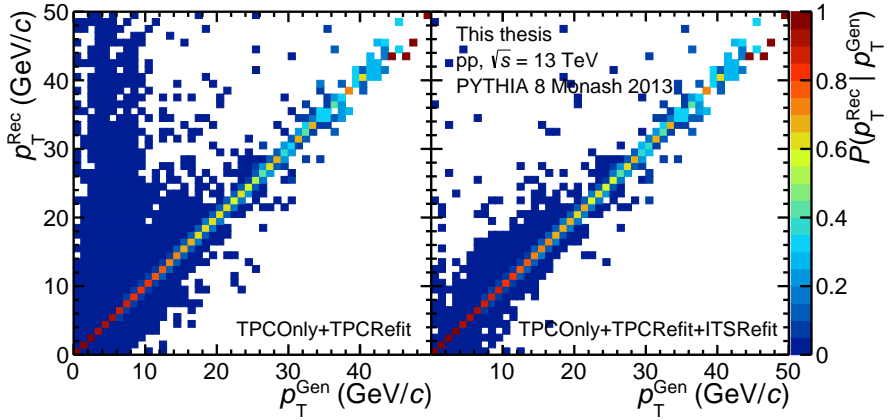 50
40
30
20
10
0
p_T^Rec (GeV/c)
TPCOnly+TPCRefit
0 20 40
p_T^Gen (GeV/c)
This thesis
pp, √s = 13 TeV
PYTHIA 8 Monash 2013
TPCOnly+TPCRefit+ITSRefit
10 20 30 40 50
p_T^Gen (GeV/c)
1
0.8
0.6
0.4
0.2
0
P(p_T^Rec | p_T^Gen)